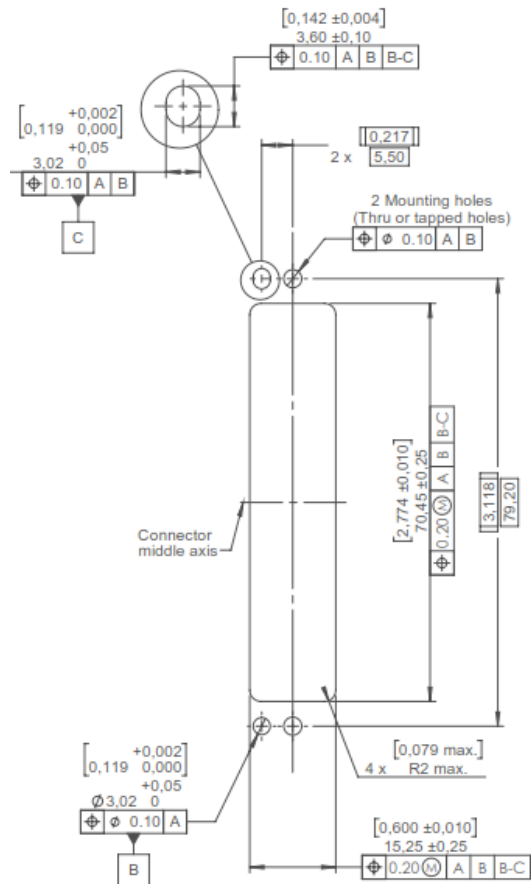 [0,142 ±0,004]
3,60 ±0,10
⌖ 0.10 A B B-C
[0,119 +0,002 0,000]
3,02 +0,05 0
⌖ 0.10 A B
C
[0,217]
2 x 5,50
2 Mounting holes
(Thru or tapped holes)
⌖ ⌀ 0.10 A B
[2,774 ±0,010]
70,45 ±0,25
⌖ 0.20 Ⓜ A B B-C
[3,118]
79,20
Connector
middle axis
[0,079 max.]
4 x R2 max.
[0,119 +0,002 0,000]
⌀3,02 +0,05 0
⌖ ⌀ 0.10 A
B
[0,600 ±0,010]
15,25 ±0,25
⌖ 0.20 Ⓜ A B B-C